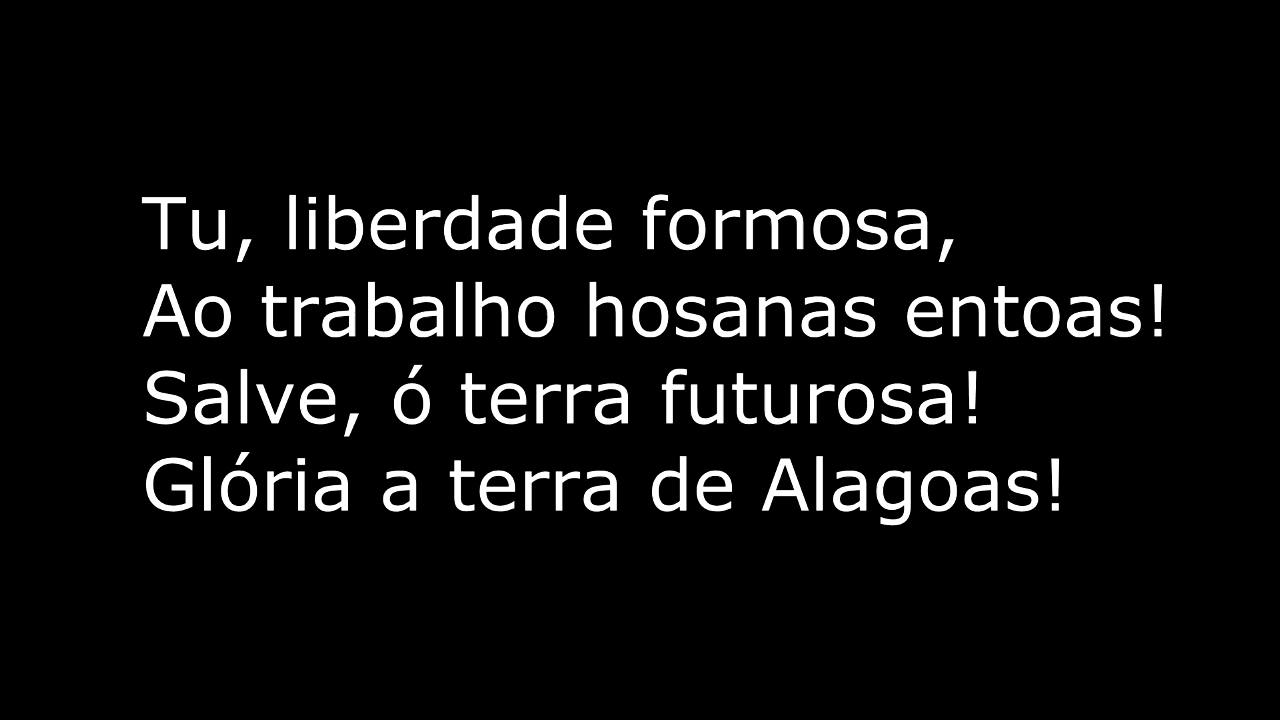 Tu, liberdade formosa,
Ao trabalho hosanas entoas!
Salve, ó terra futurosa!
Glória a terra de Alagoas!